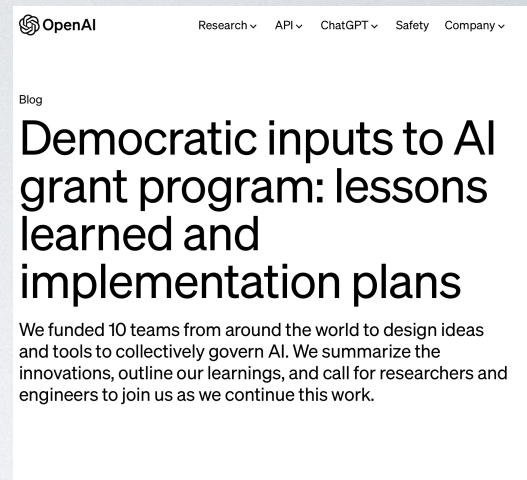 OpenAI
Research API ChatGPT Safety Company
Blog
Democratic inputs to AI
grant program: lessons
learned and
implementation plans
We funded 10 teams from around the world to design ideas
and tools to collectively govern AI. We summarize the
innovations, outline our learnings, and call for researchers and
engineers to join us as we continue this work.